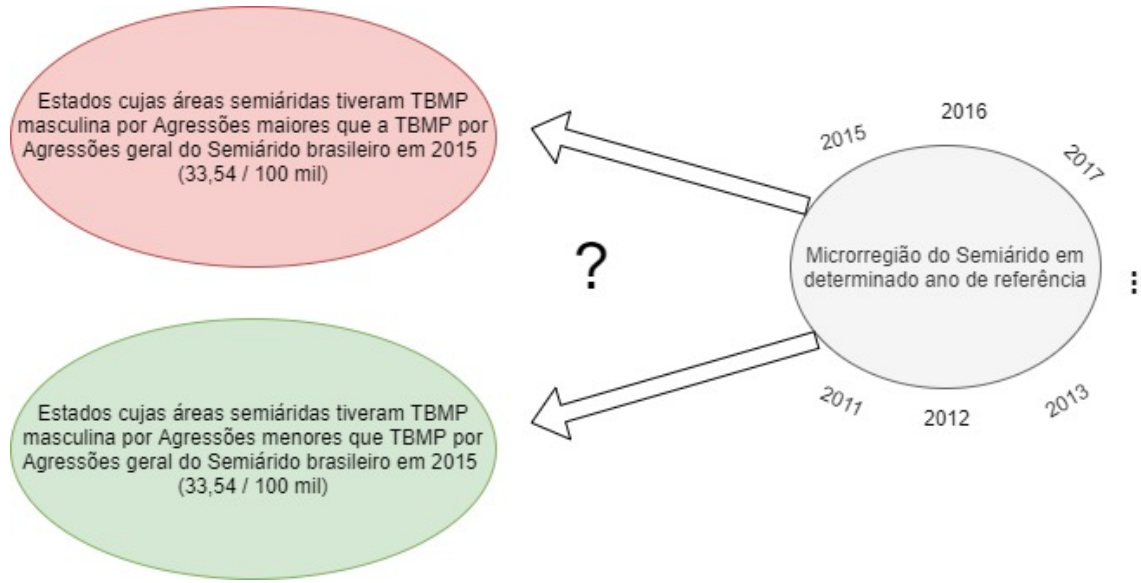 Estados cujas áreas semiáridas tiveram TBMP
masculina por Agressões maiores que a TBMP por
Agressões geral do Semiárido brasileiro em 2015
(33,54 / 100 mil)
?
Estados cujas áreas semiáridas tiveram TBMP
masculina por Agressões menores que TBMP por
Agressões geral do Semiárido brasileiro em 2015
(33,54 / 100 mil)
2015
2016
2017
Microrregião do Semiárido em
determinado ano de referência
...
2011
2012
2013